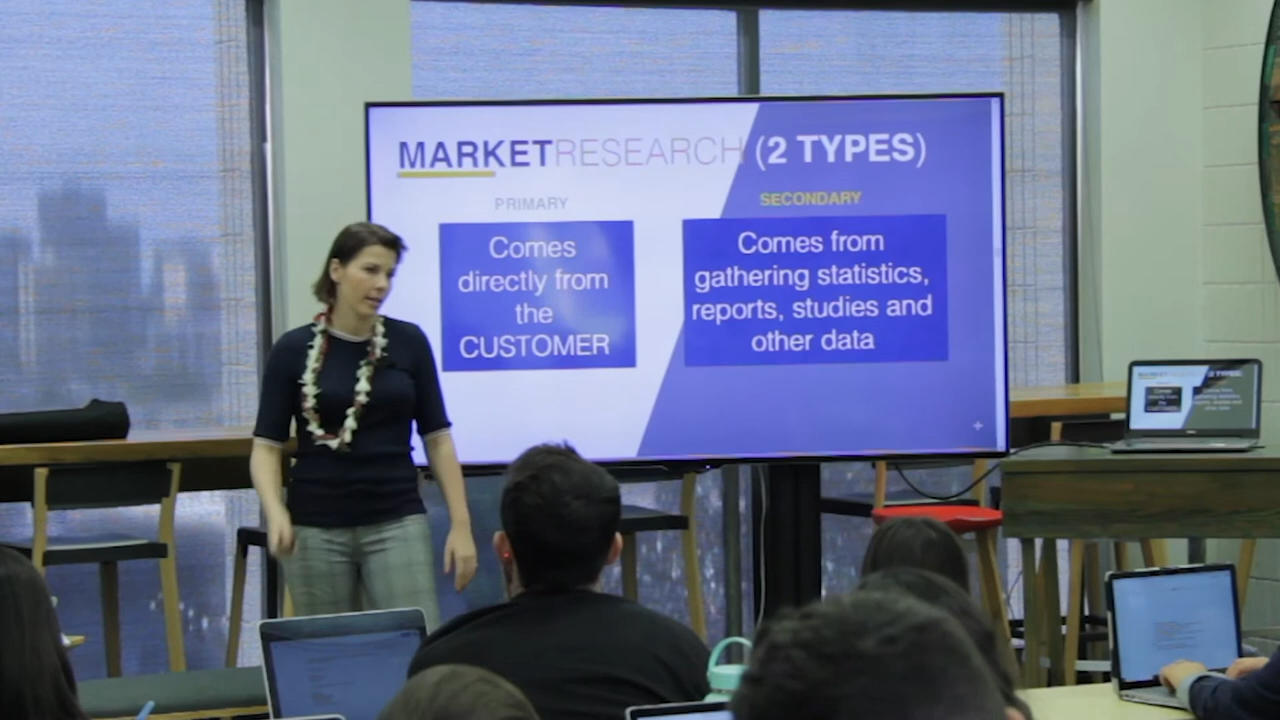 MARKETRESEARCH (2 TYPES)
PRIMARY
Comes
directly from
the
CUSTOMER
SECONDARY
Comes from
gathering statistics,
reports, studies and
other data